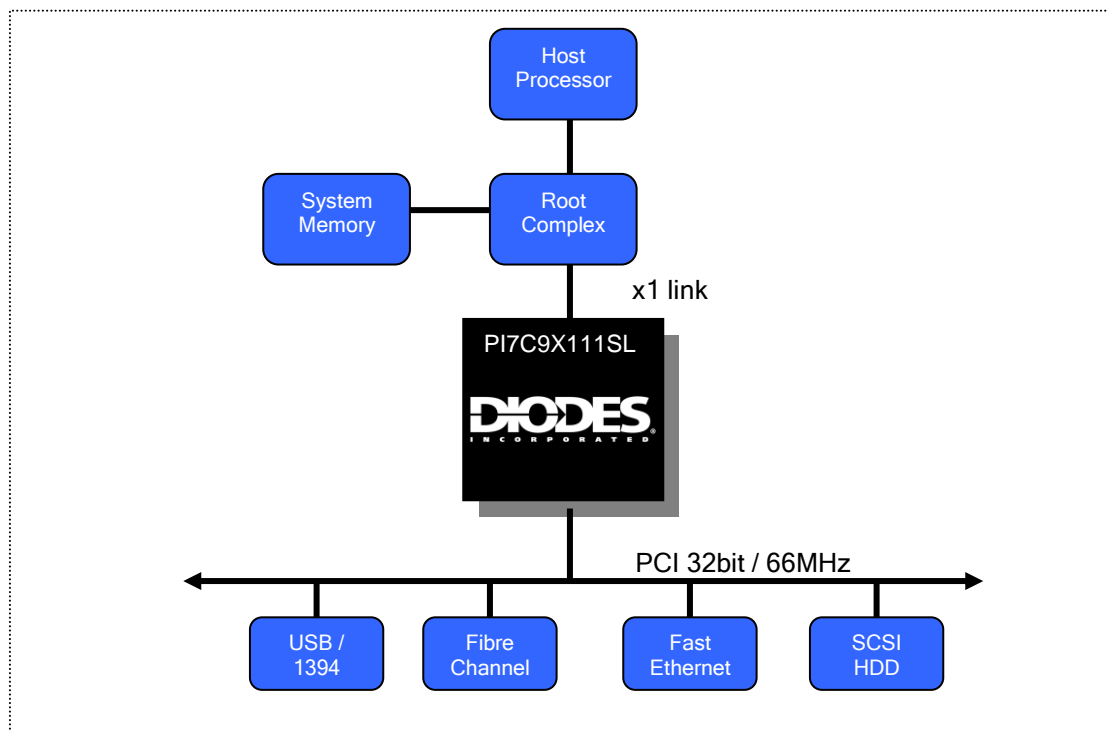 Host
Processor
System
Memory
Root
Complex
x1 link
PI7C9X111SL
DIODES
®
INCORPORATED
PCI 32bit / 66MHz
USB /
1394
Fibre
Channel
Fast
Ethernet
SCSI
HDD